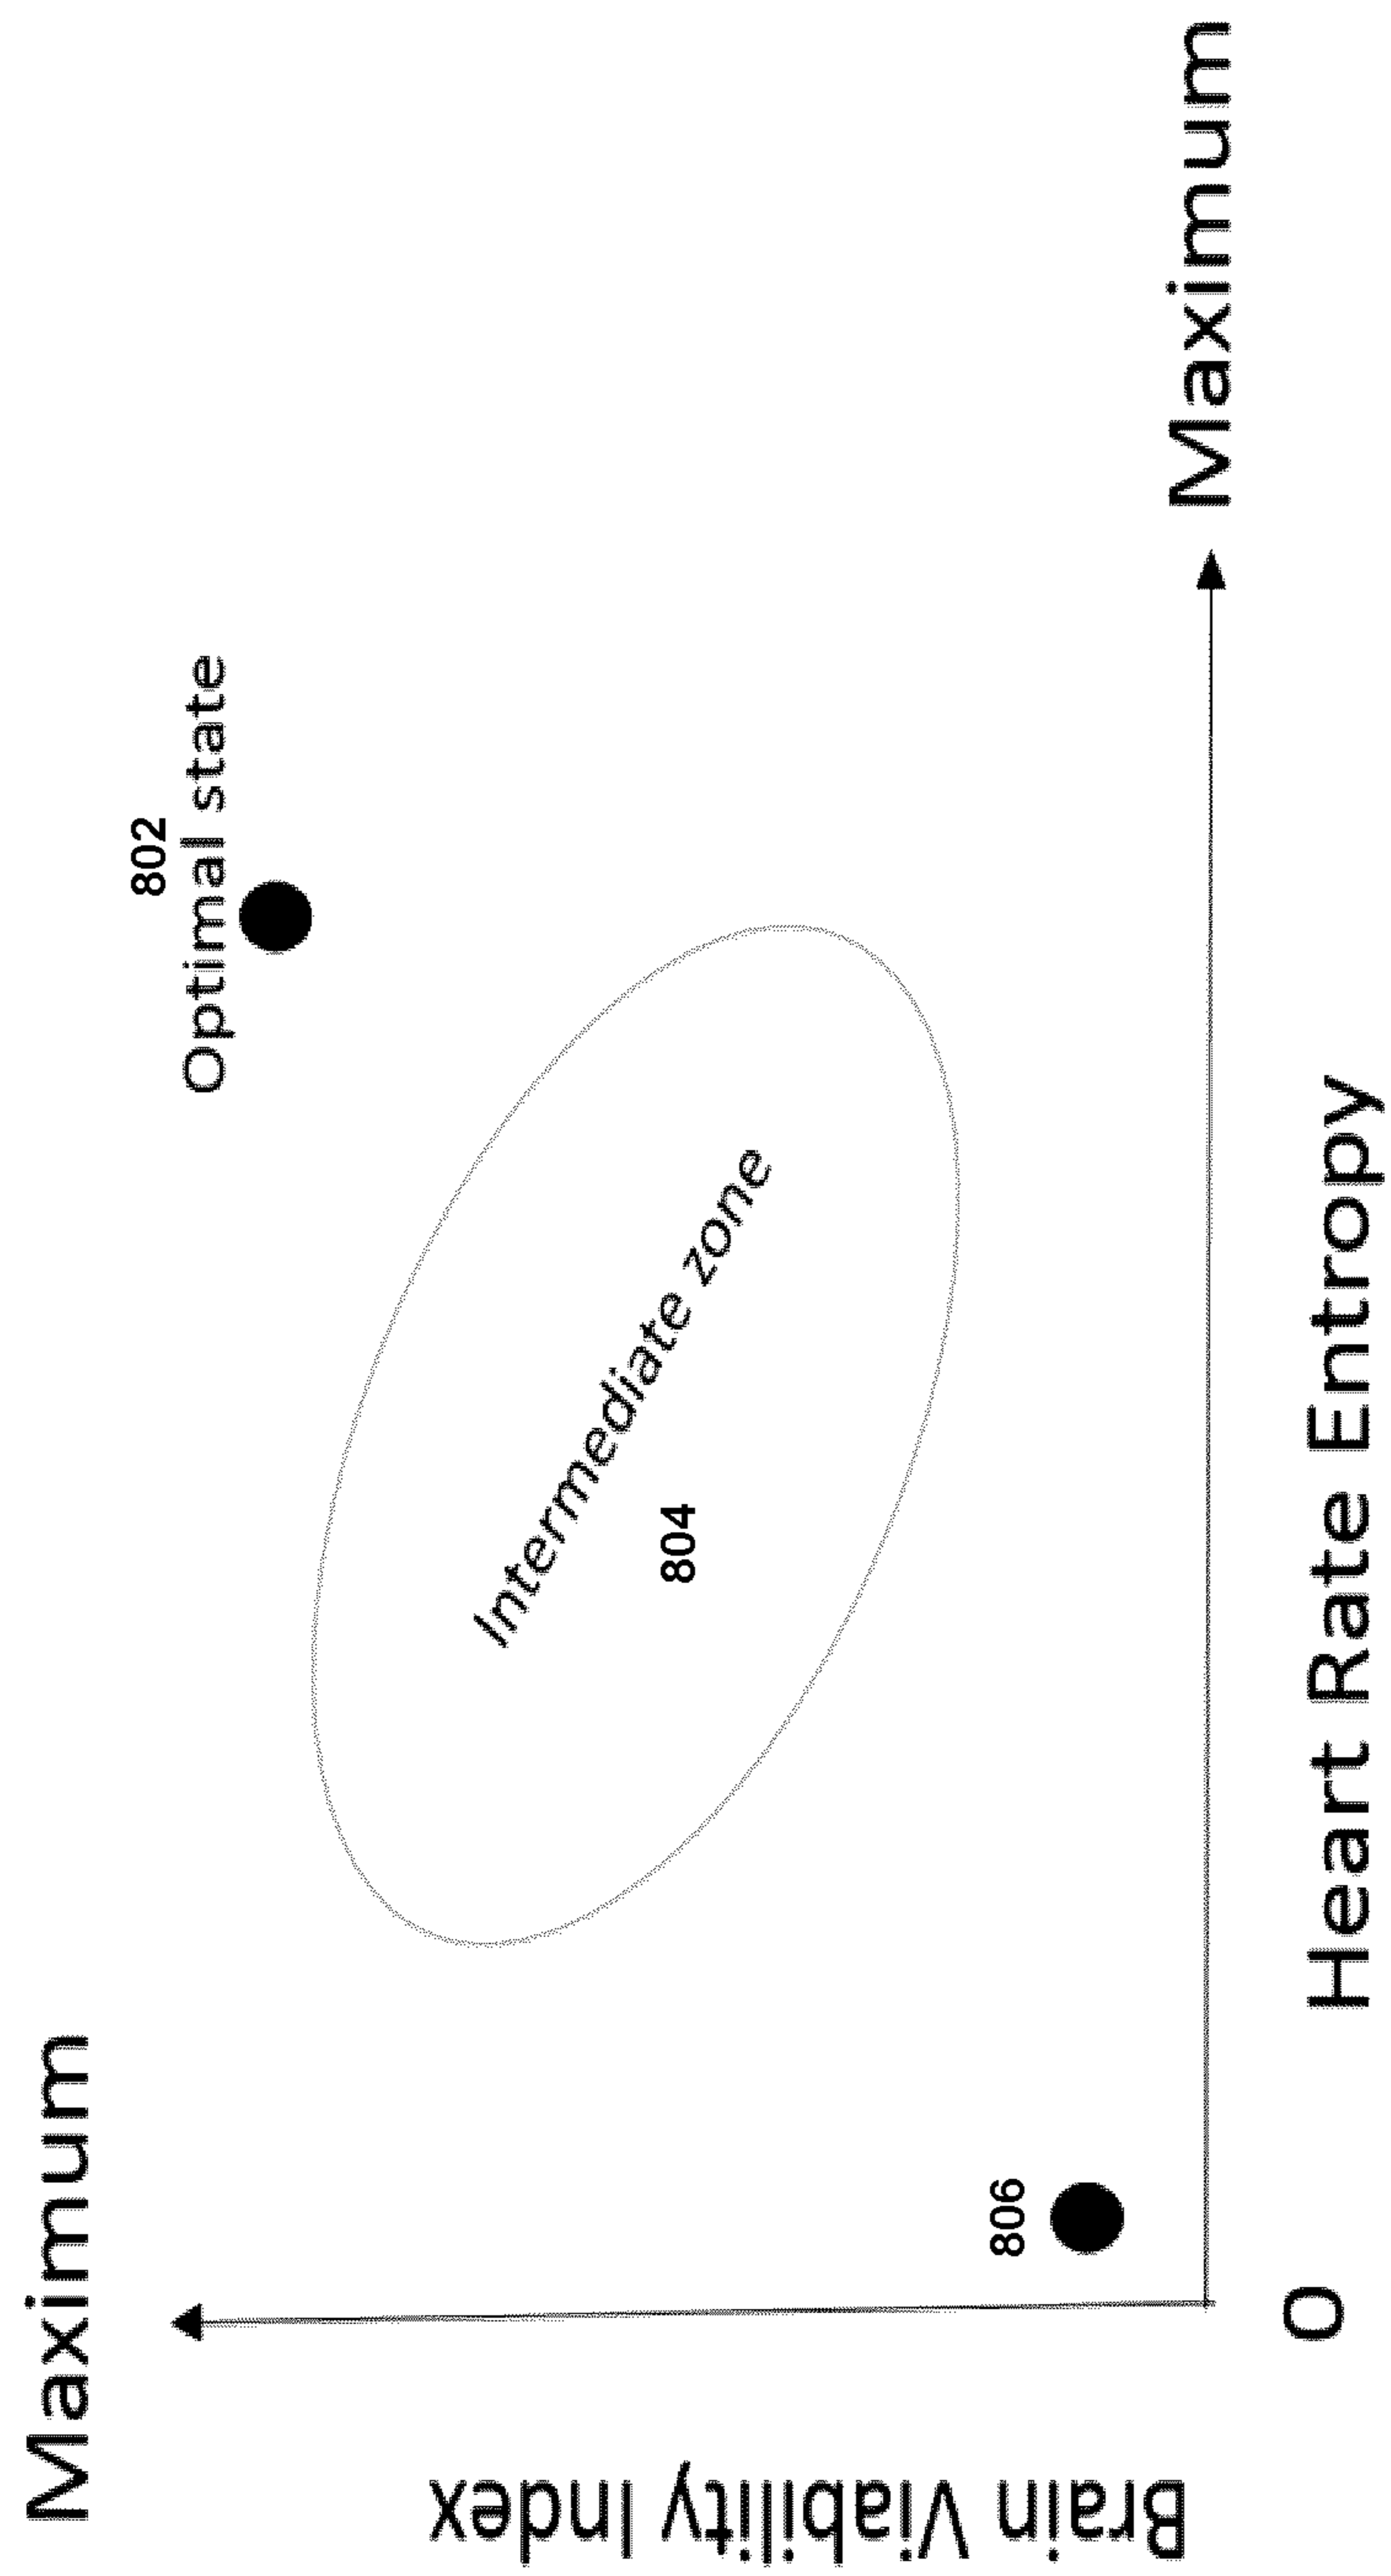 Maximum
802
Optimal state
Intermediate zone
804
806
Brain Viability Index
Maximum
0
Heart Rate Entropy